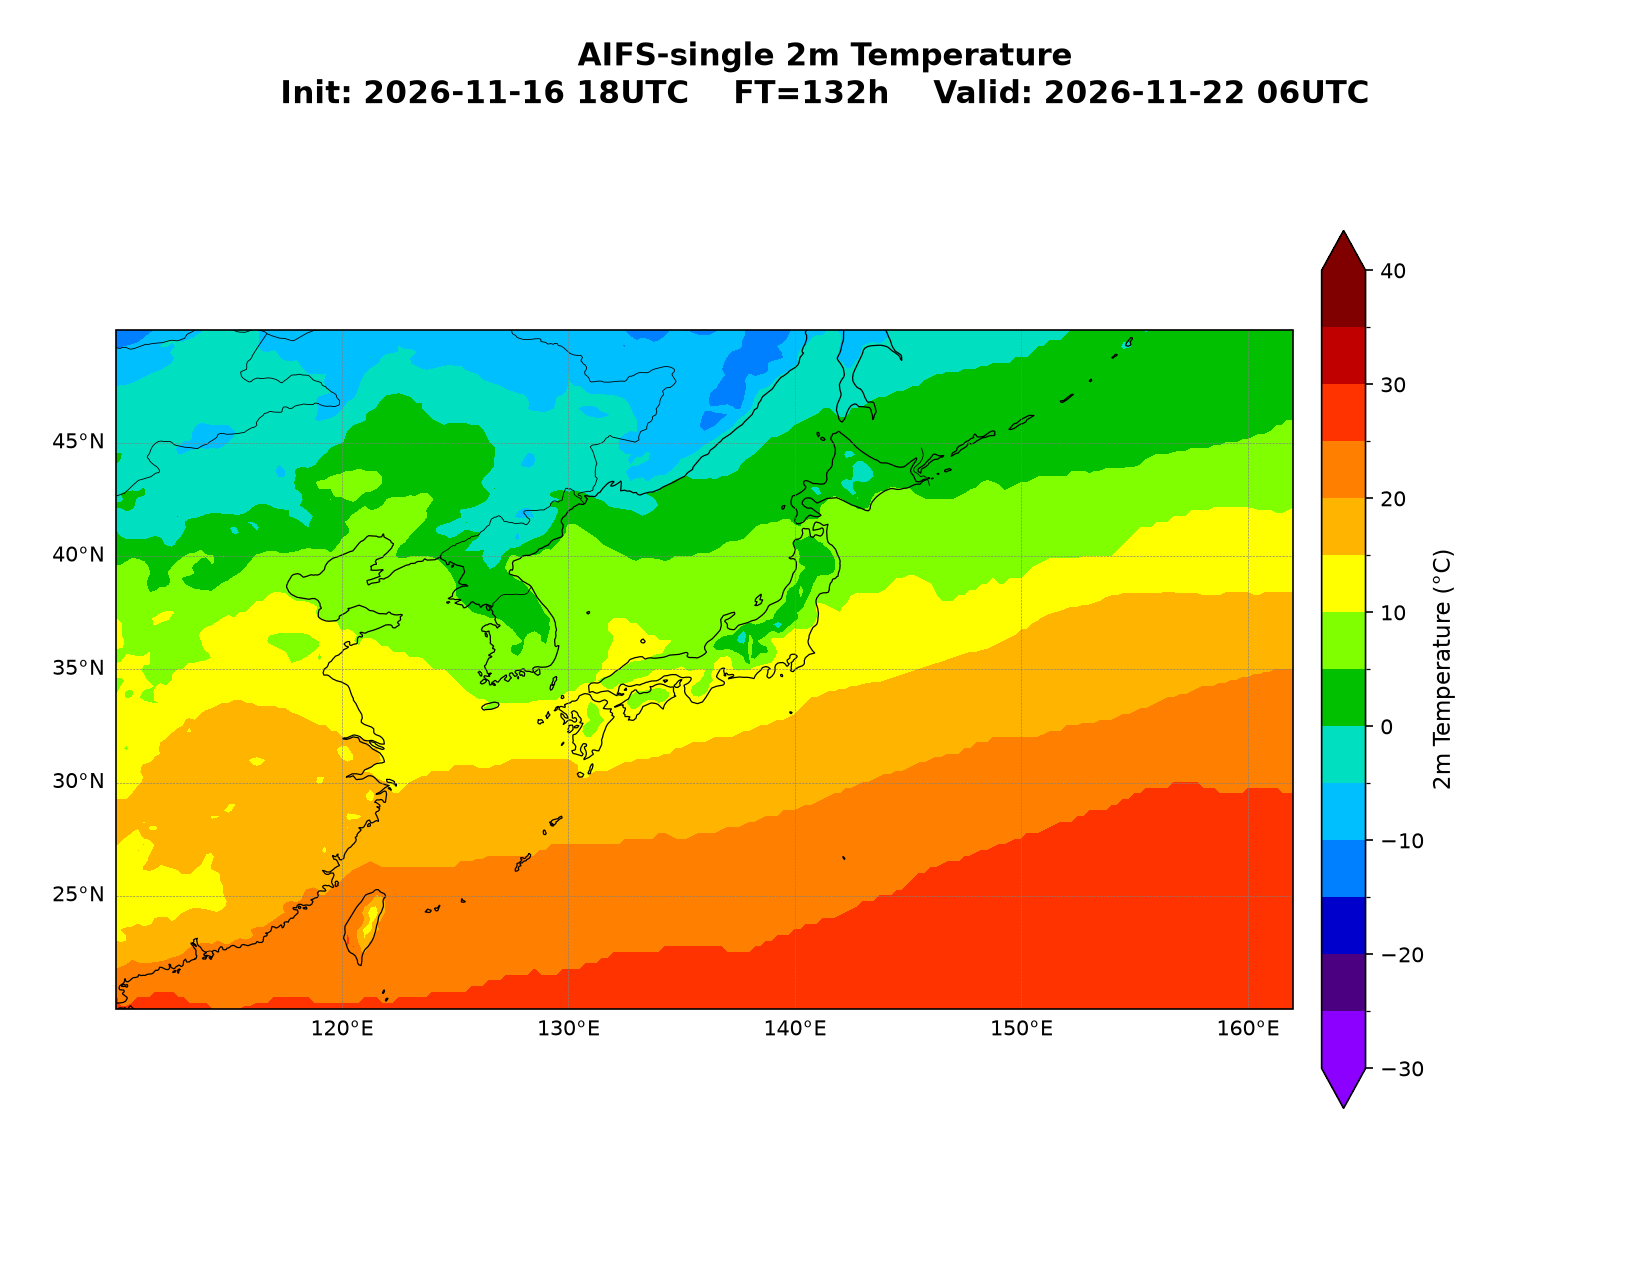 AIFS-single 2m Temperature
Init: 2026-11-16 18UTC    FT=132h    Valid: 2026-11-22 06UTC
45°N
40°N
35°N
30°N
25°N
120°E
130°E
140°E
150°E
160°E
40
30
20
10
0
−10
−20
−30
2m Temperature (°C)